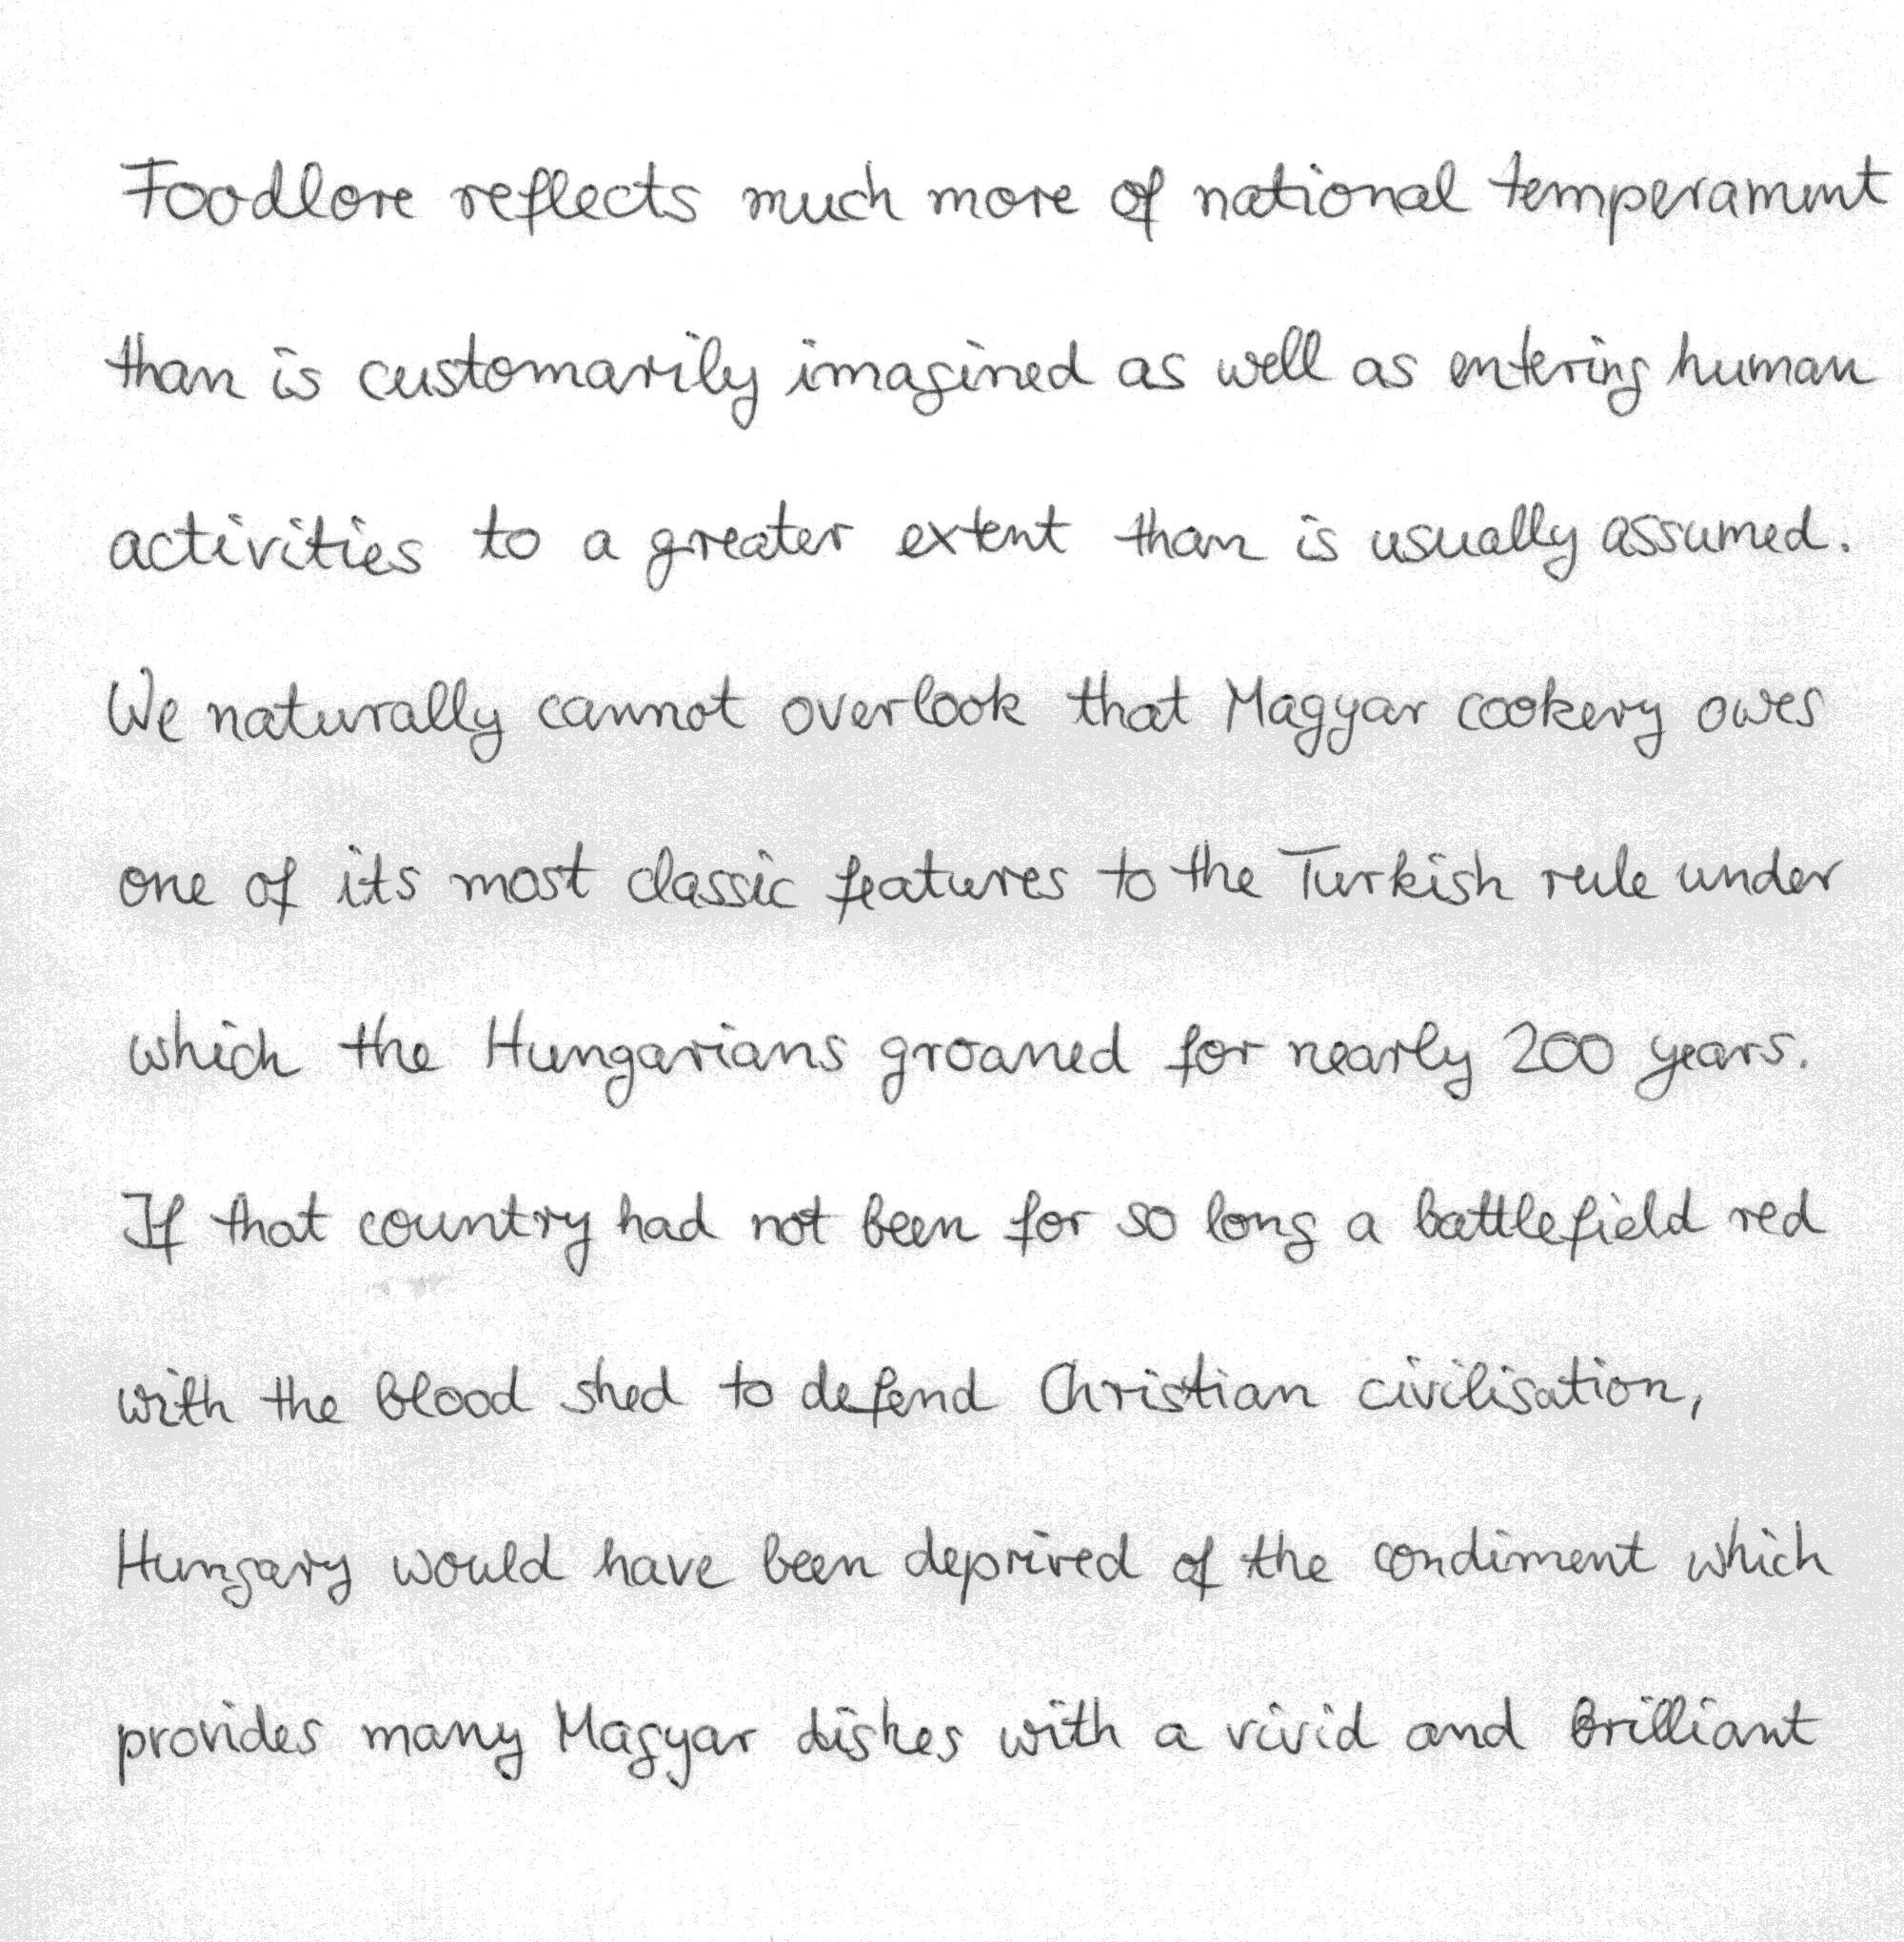 Foodlore reflects much more of national temperament
than is customarily imagined as well as entering human
activities to a greater extent than is usually assumed.
We naturally cannot overlook that Magyar cookery owes
one of its most classic features to the Turkish rule under
which the Hungarians groaned for nearly 200 years.
If that country had not been for so long a battlefield red
with the blood shed to defend Christian civilisation,
Hungary would have been deprived of the condiment which
provides many Magyar dishes with a vivid and brilliant